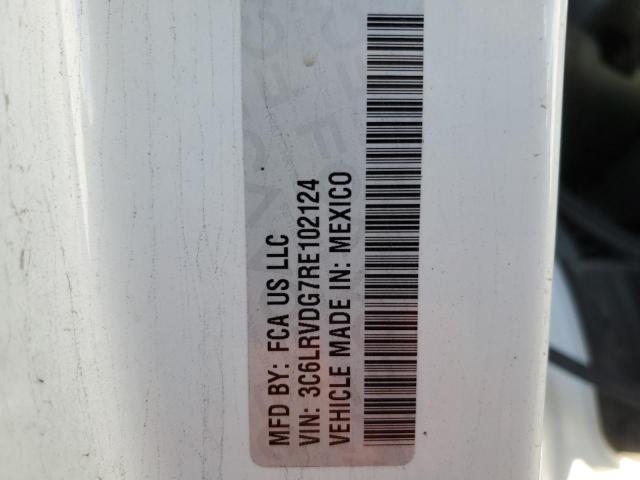 MFD BY: FCA US LLC
VIN: 3C6LRVDG7RE102124
VEHICLE MADE IN: MEXICO